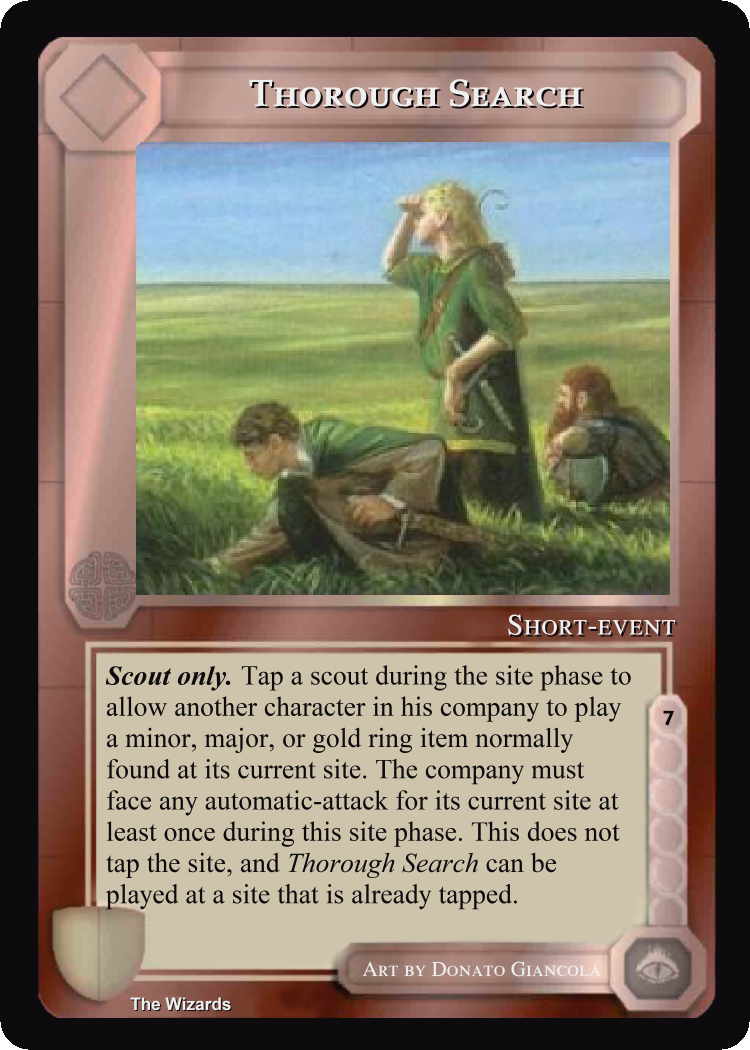 Thorough Search
Short-event
Scout only. Tap a scout during the site phase to
allow another character in his company to play
a minor, major, or gold ring item normally
found at its current site. The company must
face any automatic-attack for its current site at
least once during this site phase. This does not
tap the site, and Thorough Search can be
played at a site that is already tapped.
7
Art by Donato Giancola
The Wizards